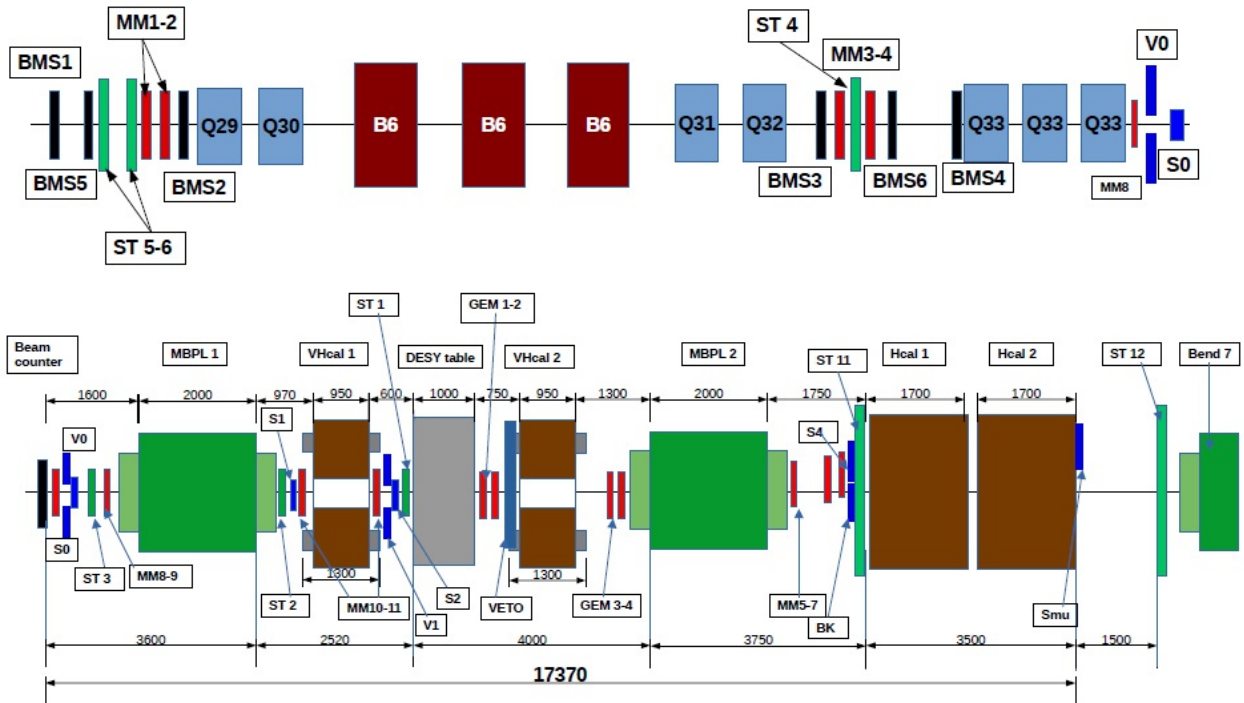 MM1-2
ST 4
MM3-4
V0
BMS1
Q29
Q30
B6
B6
B6
Q31
Q32
Q33
Q33
Q33
BMS5
BMS2
BMS3
BMS6
BMS4
MM8
S0
ST 5-6
ST 1
GEM 1-2
Beam
counter
MBPL 1
VHcal 1
DESY table
VHcal 2
MBPL 2
ST 11
Hcal 1
Hcal 2
ST 12
Bend 7
1600
2000
970
950
600
1000
750
950
1300
2000
1750
1700
1700
V0
S1
S4
S0
ST 3
MM8-9
ST 2
1300
MM10-11
V1
S2
VETO
1300
GEM 3-4
MM5-7
BK
Smu
3600
2520
4000
3750
3500
1500
17370